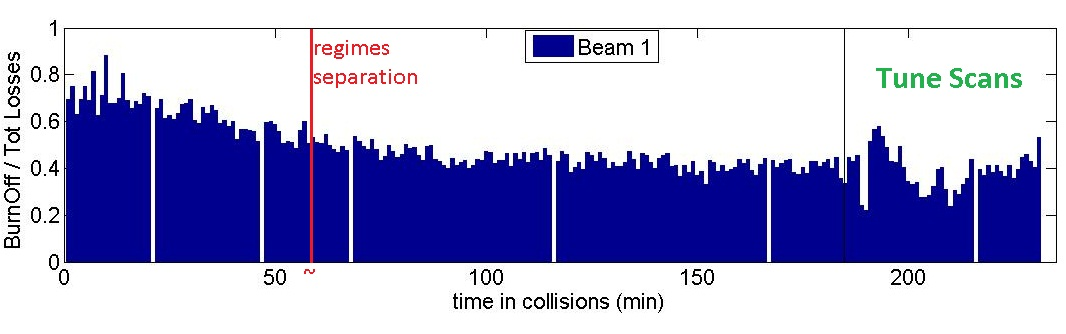 1
0.8
0.6
0.4
0.2
0
BurnOff / Tot Losses
regimes
separation
Beam 1
Tune Scans
0 50 ~ 100 150 200
time in collisions (min)